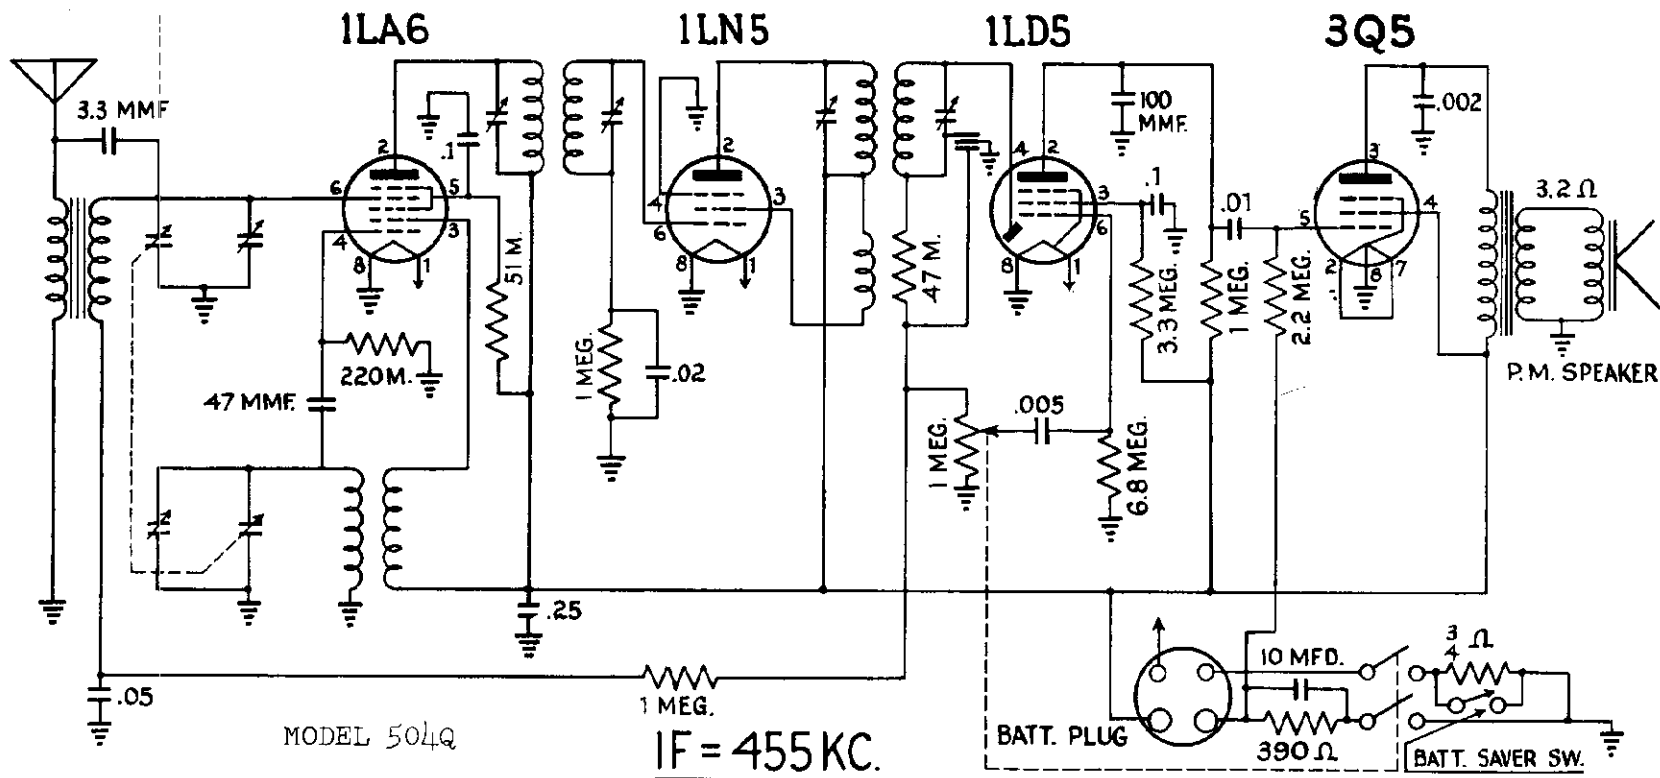 1LA6 1LN5 1LD5 3Q5
3.3 MMF
.1
100
MMF.
.002
2
2
4 2
3
6 5
4 3
8 1
4 3
6
8 1
3
6
8 1
.1
.01
5 4
2 8 7
3.2 Ω
51 M.
47 M.
3.3 MEG.
1 MEG.
2.2 MEG.
220 M.
1 MEG.
.02
P.M. SPEAKER
47 MMF.
1 MEG.
.005
6.8 MEG.
.25
.05
1 MEG.
10 MFD.
3
4 Ω
MODEL 504Q
IF = 455 KC.
BATT. PLUG
390 Ω
BATT. SAVER SW.